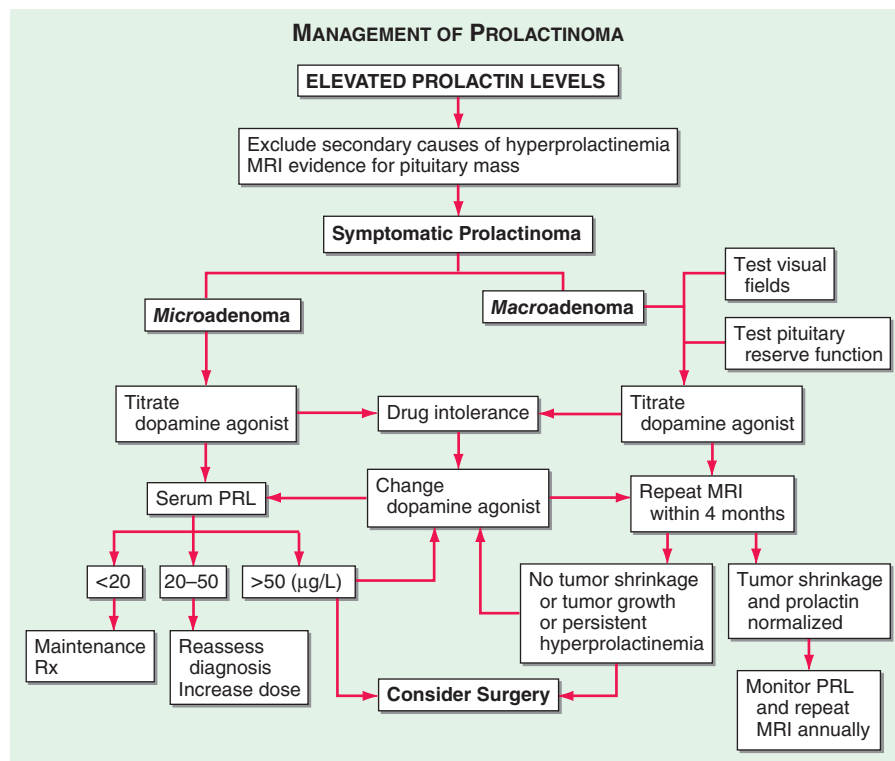 MANAGEMENT OF PROLACTINOMA
ELEVATED PROLACTIN LEVELS
Exclude secondary causes of hyperprolactinemia
MRI evidence for pituitary mass
Symptomatic Prolactinoma
Microadenoma
Macroadenoma
Test visual
fields
Test pituitary
reserve function
Titrate
dopamine agonist
Drug intolerance
Titrate
dopamine agonist
Serum PRL
Change
dopamine agonist
Repeat MRI
within 4 months
<20
20–50
>50 (μg/L)
No tumor shrinkage
or tumor growth
or persistent
hyperprolactinemia
Tumor shrinkage
and prolactin
normalized
Maintenance
Rx
Reassess
diagnosis
Increase dose
Consider Surgery
Monitor PRL
and repeat
MRI annually